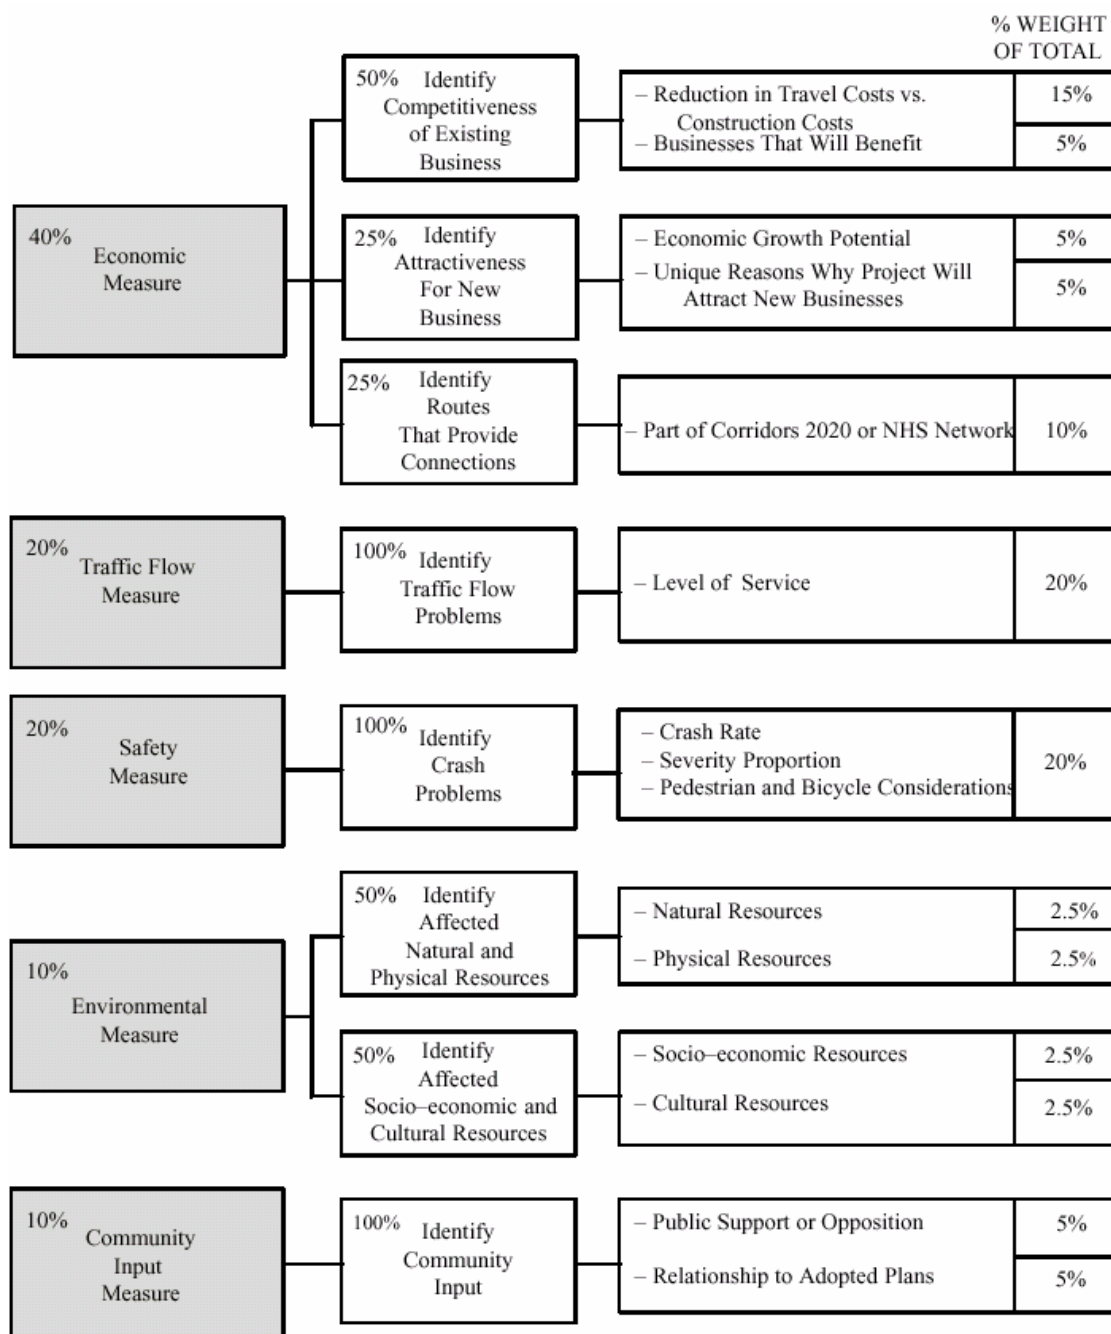 % WEIGHT
OF TOTAL
40%
Economic
Measure
50% Identify
Competitiveness
of Existing
Business
– Reduction in Travel Costs vs.
Construction Costs
15%
– Businesses That Will Benefit
5%
25% Identify
Attractiveness
For New
Business
– Economic Growth Potential
5%
– Unique Reasons Why Project Will
Attract New Businesses
5%
25% Identify
Routes
That Provide
Connections
– Part of Corridors 2020 or NHS Network
10%
20%
Traffic Flow
Measure
100% Identify
Traffic Flow
Problems
– Level of Service
20%
20%
Safety
Measure
100% Identify
Crash
Problems
– Crash Rate
– Severity Proportion
– Pedestrian and Bicycle Considerations
20%
10%
Environmental
Measure
50% Identify
Affected
Natural and
Physical Resources
– Natural Resources
2.5%
– Physical Resources
2.5%
50% Identify
Affected
Socio–economic and
Cultural Resources
– Socio–economic Resources
2.5%
– Cultural Resources
2.5%
10%
Community
Input
Measure
100% Identify
Community
Input
– Public Support or Opposition
5%
– Relationship to Adopted Plans
5%